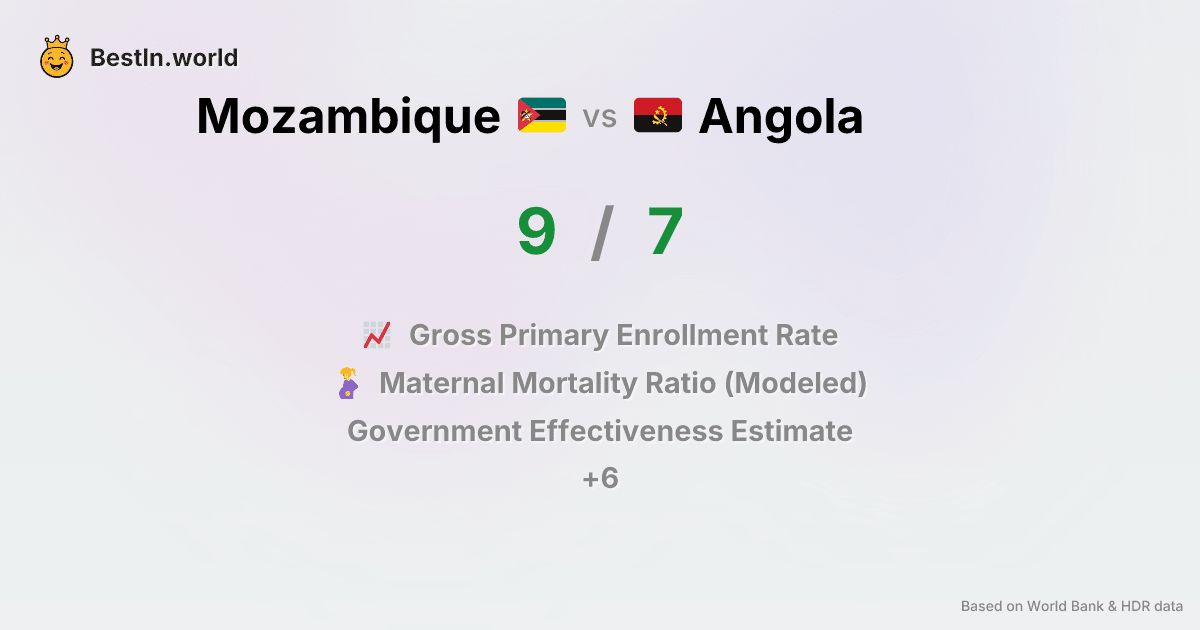 BestIn.world
Mozambique vs Angola
9 / 7
Gross Primary Enrollment Rate
Maternal Mortality Ratio (Modeled)
Government Effectiveness Estimate
+6
Based on World Bank & HDR data